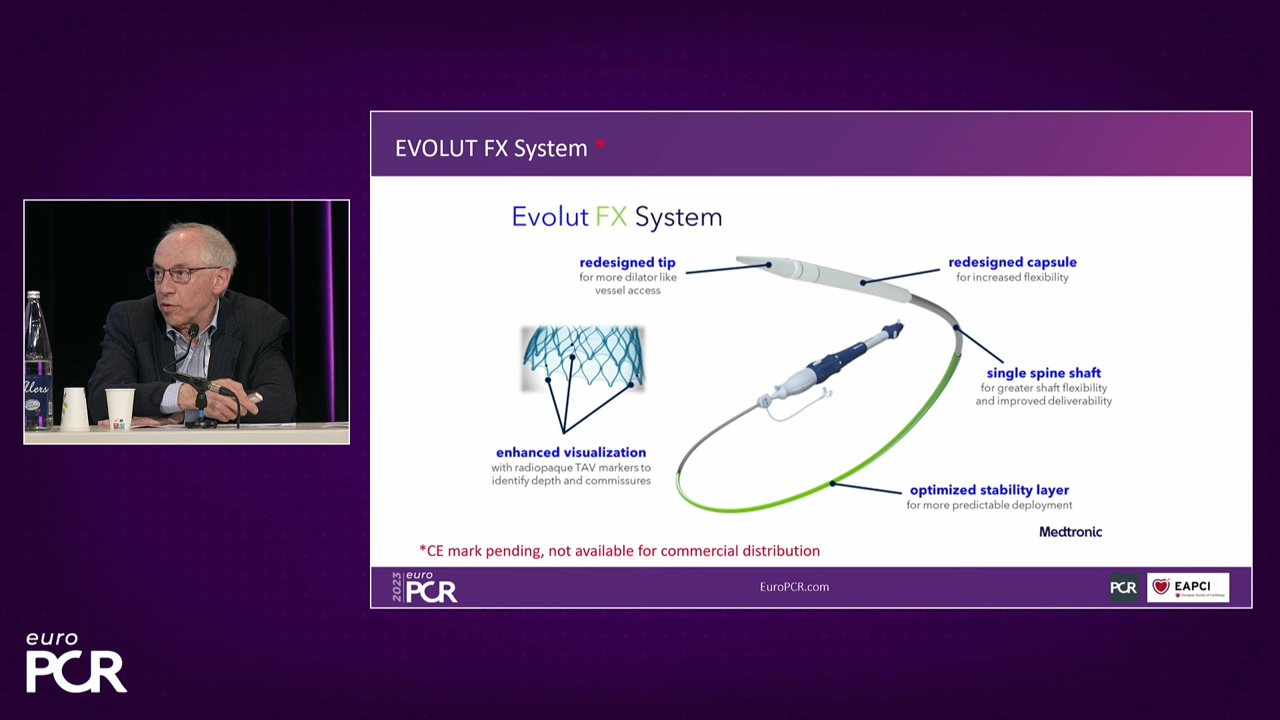 EVOLUT FX System *
Evolut FX System
redesigned tip
for more dilator like
vessel access
redesigned capsule
for increased flexibility
single spine shaft
for greater shaft flexibility
and improved deliverability
enhanced visualization
with radiopaque TAV markers to
identify depth and commissures
optimized stability layer
for more predictable deployment
Medtronic
*CE mark pending, not available for commercial distribution
2023
euro
PCR
EuroPCR.com
PCR
EAPCI
euro
PCR